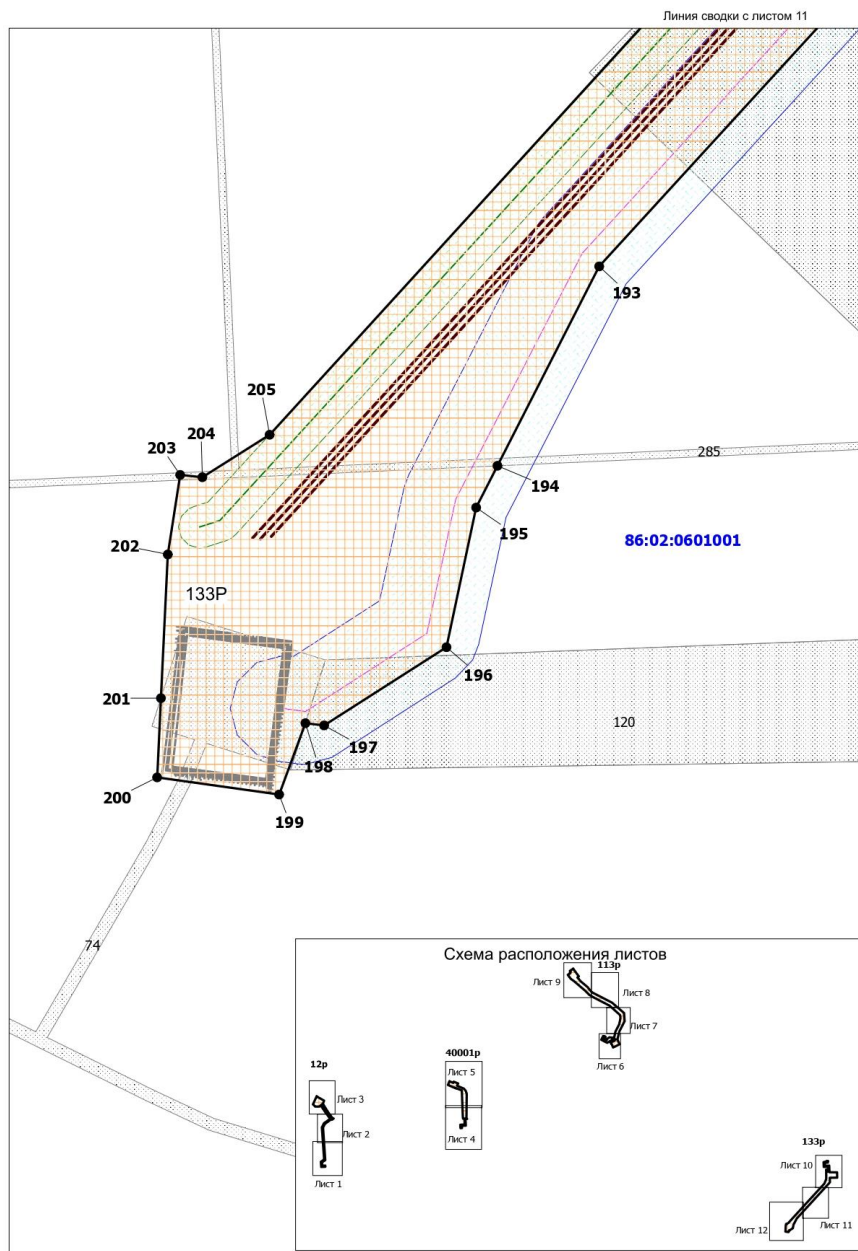 Линия сводки с листом 11
193
205
203
204
194
285
195
202
86:02:0601001
133Р
196
201
120
197
198
200
199
74
Схема расположения листов
113р
Лист 9
Лист 8
Лист 7
Лист 6
12р
Лист 3
Лист 2
Лист 1
40001р
Лист 5
Лист 4
133р
Лист 10
Лист 11
Лист 12